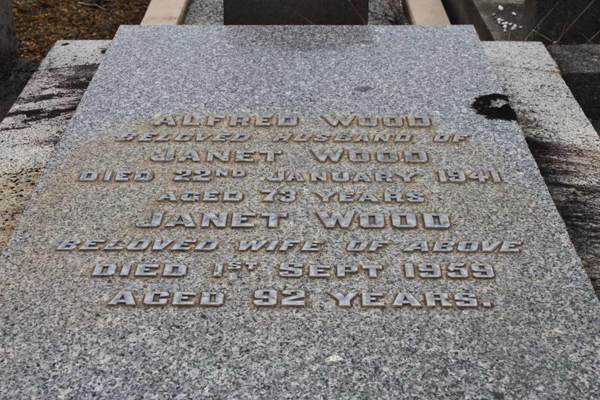 ALFRED WOOD
BELOVED HUSBAND OF
JANET WOOD
DIED 22ND JANUARY 1941
AGED 73 YEARS
JANET WOOD
BELOVED WIFE OF ABOVE
DIED 1ST SEPT 1959
AGED 92 YEARS.